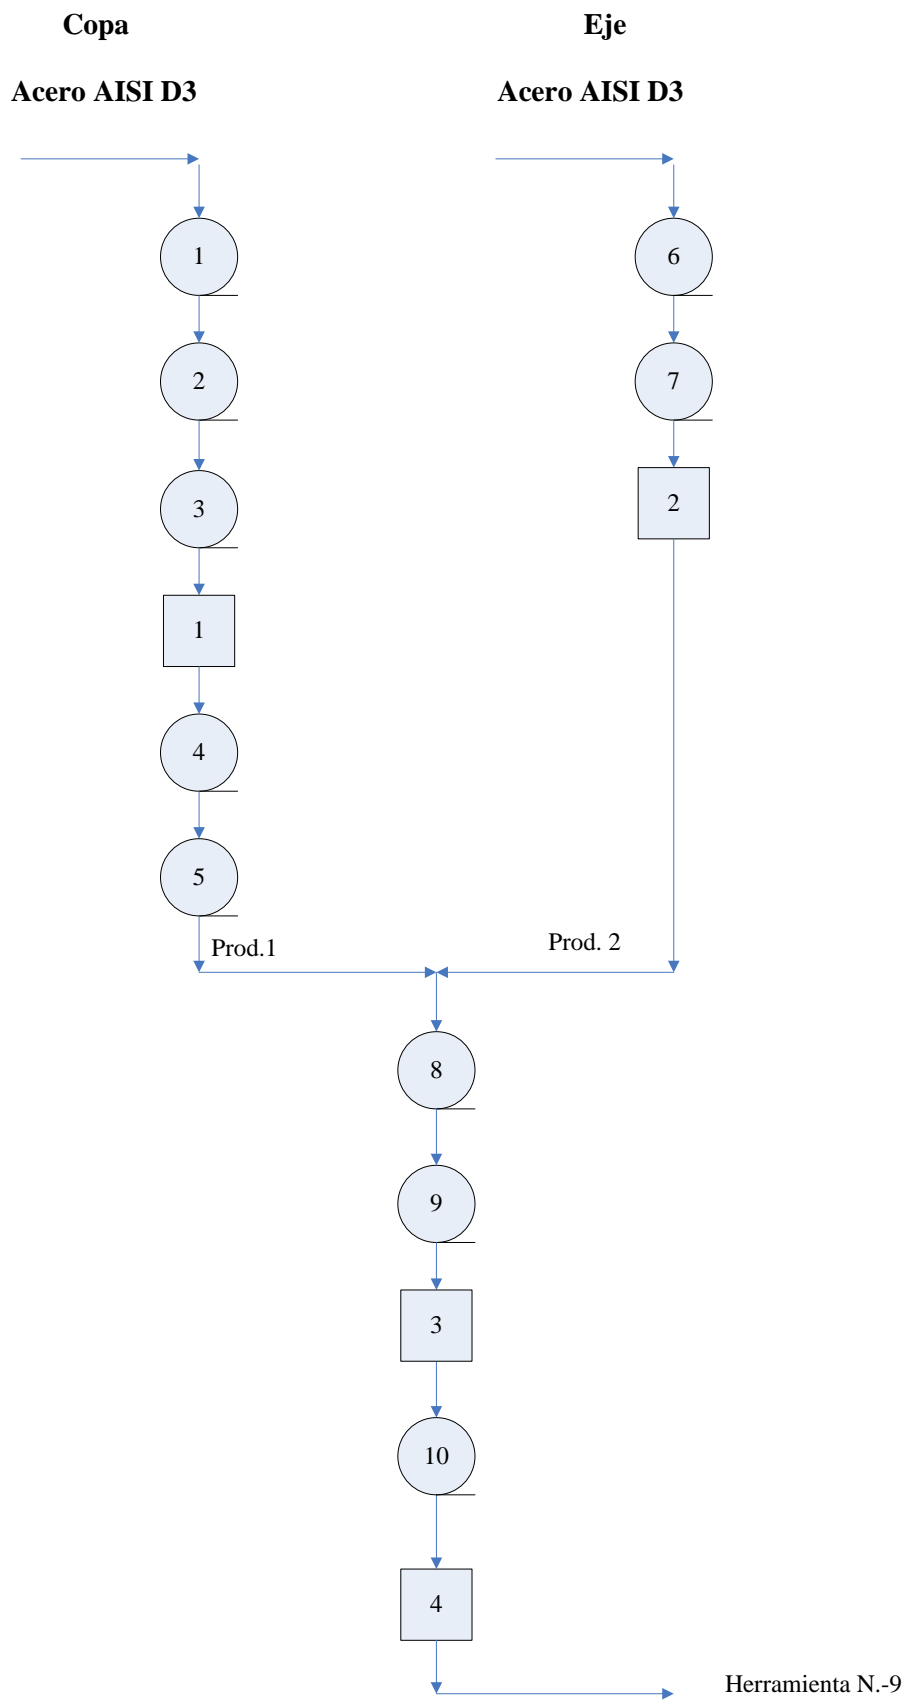 Copa
Eje
Acero AISI D3
Acero AISI D3
1
6
2
7
3
2
1
4
5
Prod.1
Prod. 2
8
9
3
10
4
Herramienta N.-9